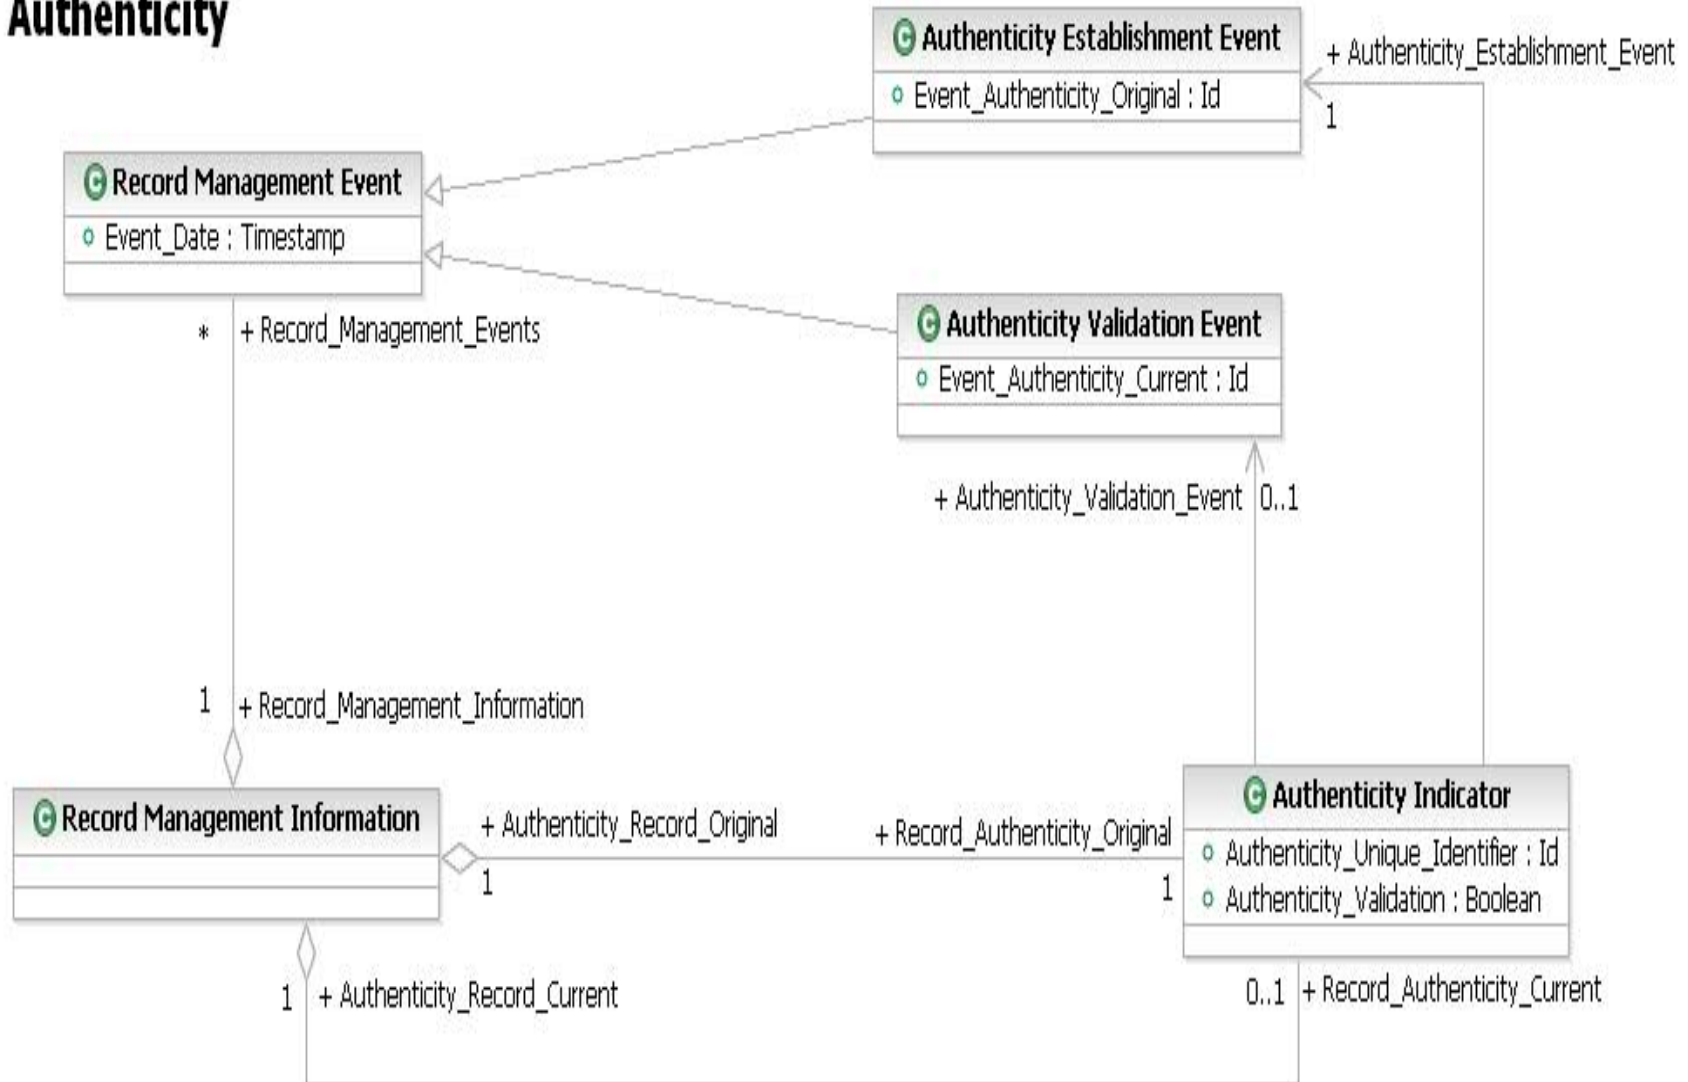 Authenticity
Authenticity Establishment Event
Event_Authenticity_Original : Id
+ Authenticity_Establishment_Event
1
Record Management Event
Event_Date : Timestamp
* + Record_Management_Events
Authenticity Validation Event
Event_Authenticity_Current : Id
+ Authenticity_Validation_Event 0..1
1 + Record_Management_Information
Record Management Information
+ Authenticity_Record_Original
1
+ Record_Authenticity_Original
1
Authenticity Indicator
Authenticity_Unique_Identifier : Id
Authenticity_Validation : Boolean
1 + Authenticity_Record_Current
0..1 + Record_Authenticity_Current